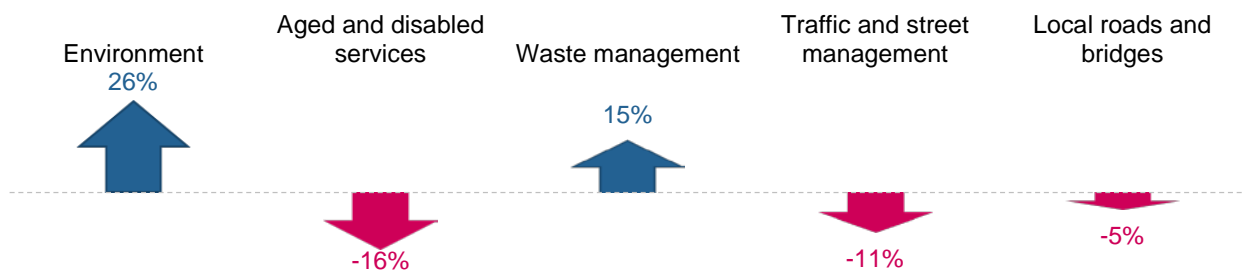 Environment
26%
Aged and disabled
services
-16%
Waste management
15%
Traffic and street
management
-11%
Local roads and
bridges
-5%